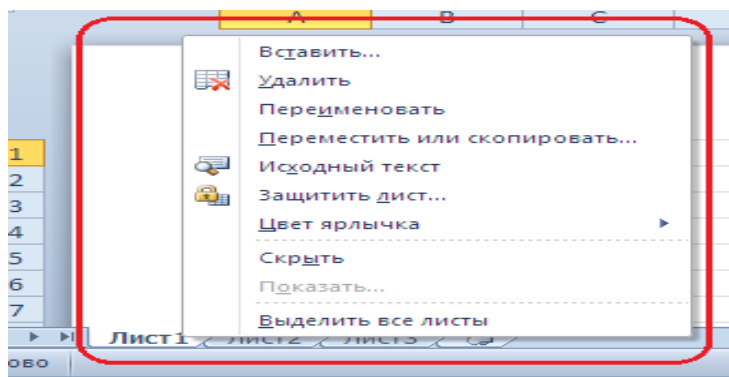 A B C
Вставить...
Удалить
Переименовать
Переместить или скопировать...
1
Исходный текст
2
Защитить лист...
3
Цвет ярлычка
4
5
Скрыть
6
Показать...
7
Выделить все листы
Лист1 Лист2 Лист3
ово